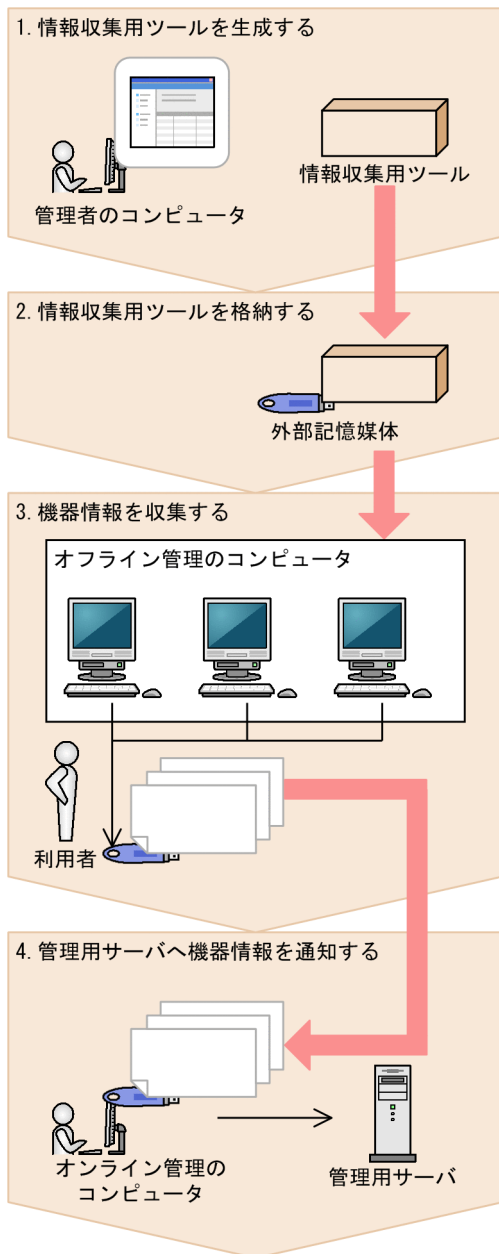 1. 情報収集用ツールを生成する
情報収集用ツール
管理者のコンピュータ
2. 情報収集用ツールを格納する
外部記憶媒体
3. 機器情報を収集する
オフライン管理のコンピュータ
利用者
4. 管理用サーバへ機器情報を通知する
オンライン管理の
コンピュータ
管理用サーバ